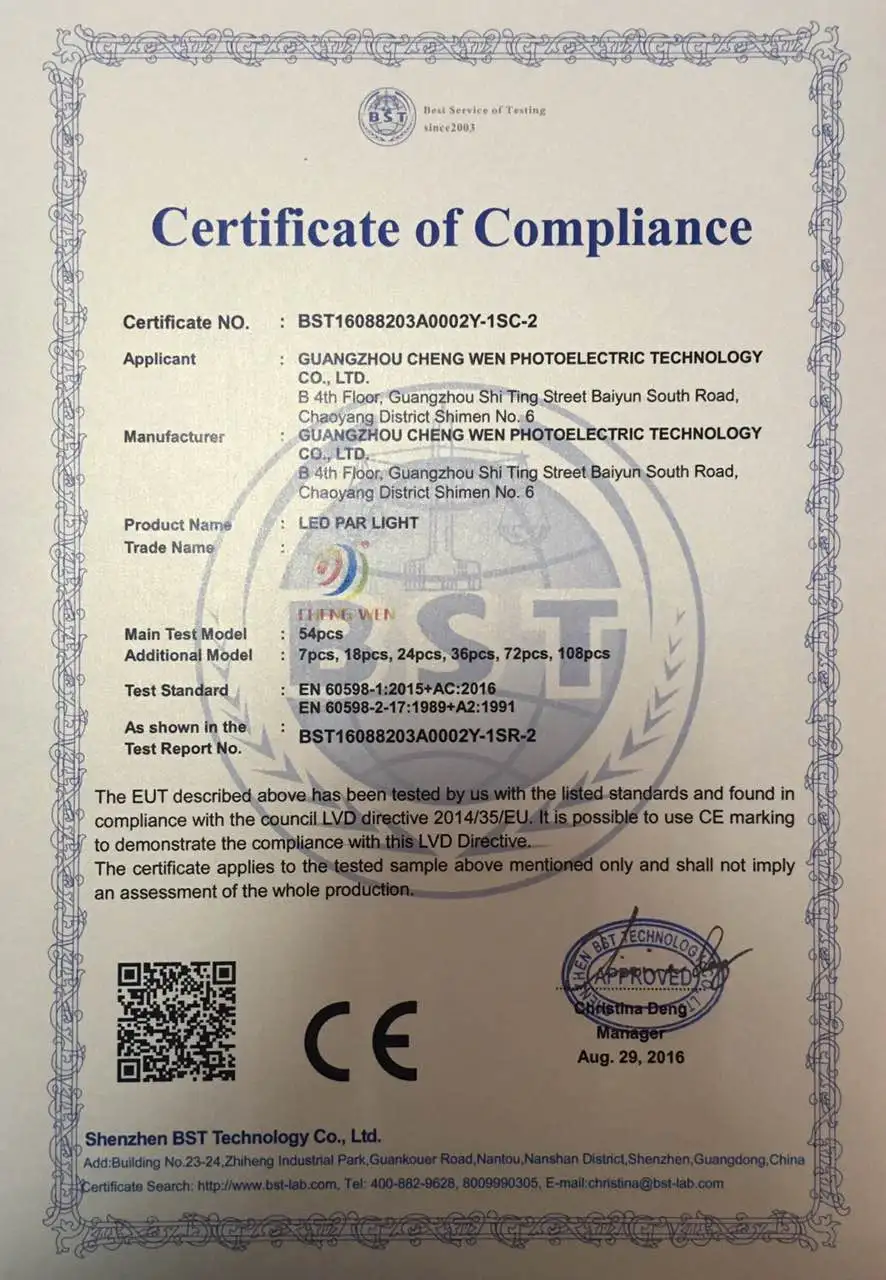 BST
Best Service of Testing
since2003
Certificate of Compliance
Certificate NO. : BST16088203A0002Y-1SC-2
Applicant : GUANGZHOU CHENG WEN PHOTOELECTRIC TECHNOLOGY
CO., LTD.
B 4th Floor, Guangzhou Shi Ting Street Baiyun South Road,
Chaoyang District Shimen No. 6
Manufacturer : GUANGZHOU CHENG WEN PHOTOELECTRIC TECHNOLOGY
CO., LTD.
B 4th Floor, Guangzhou Shi Ting Street Baiyun South Road,
Chaoyang District Shimen No. 6
Product Name : LED PAR LIGHT
Trade Name :
CHENG WEN
BST
Main Test Model : 54pcs
Additional Model : 7pcs, 18pcs, 24pcs, 36pcs, 72pcs, 108pcs
Test Standard : EN 60598-1:2015+AC:2016
EN 60598-2-17:1989+A2:1991
As shown in the :
Test Report No. BST16088203A0002Y-1SR-2
The EUT described above has been tested by us with the listed standards and found in
compliance with the council LVD directive 2014/35/EU. It is possible to use CE marking
to demonstrate the compliance with this LVD Directive.
The certificate applies to the tested sample above mentioned only and shall not imply
an assessment of the whole production.
BST TECHNOLOGY
APPROVED
CE
Christina Deng
Manager
Aug. 29, 2016
Shenzhen BST Technology Co., Ltd.
Add:Building No.23-24,Zhiheng Industrial Park,Guankouer Road,Nantou,Nanshan District,Shenzhen,Guangdong,China
Certificate Search: http://www.bst-lab.com, Tel: 400-882-9628, 8009990305, E-mail:christina@bst-lab.com